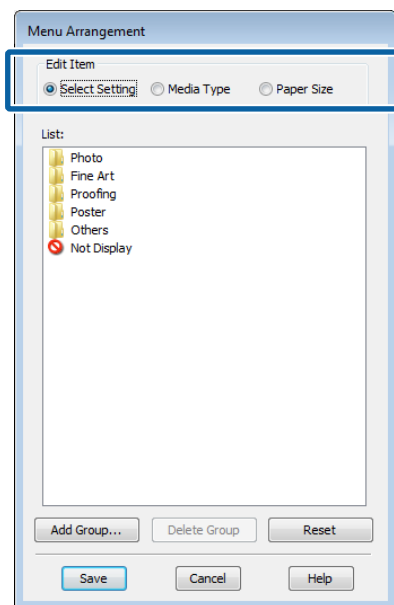 Menu Arrangement
Edit Item
Select Setting Media Type Paper Size
List:
Photo
Fine Art
Proofing
Poster
Others
Not Display
Add Group... Delete Group Reset
Save Cancel Help